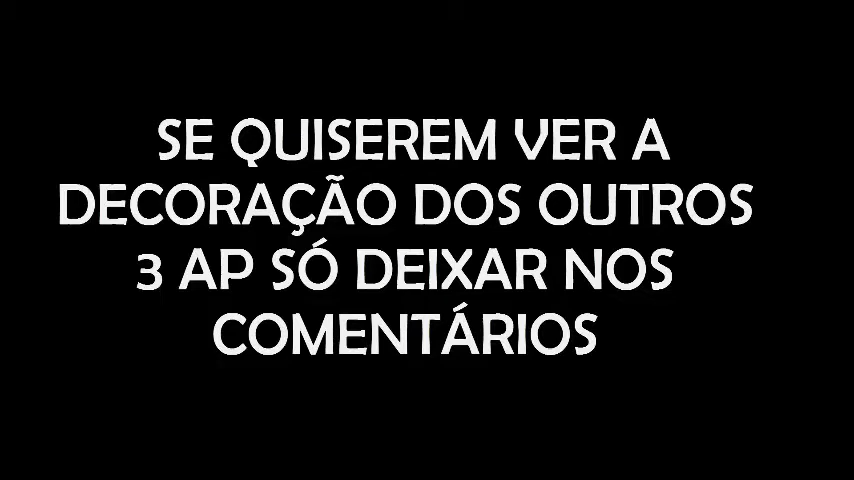 SE QUISEREM VER A
DECORAÇÃO DOS OUTROS
3 AP SÓ DEIXAR NOS
COMENTÁRIOS